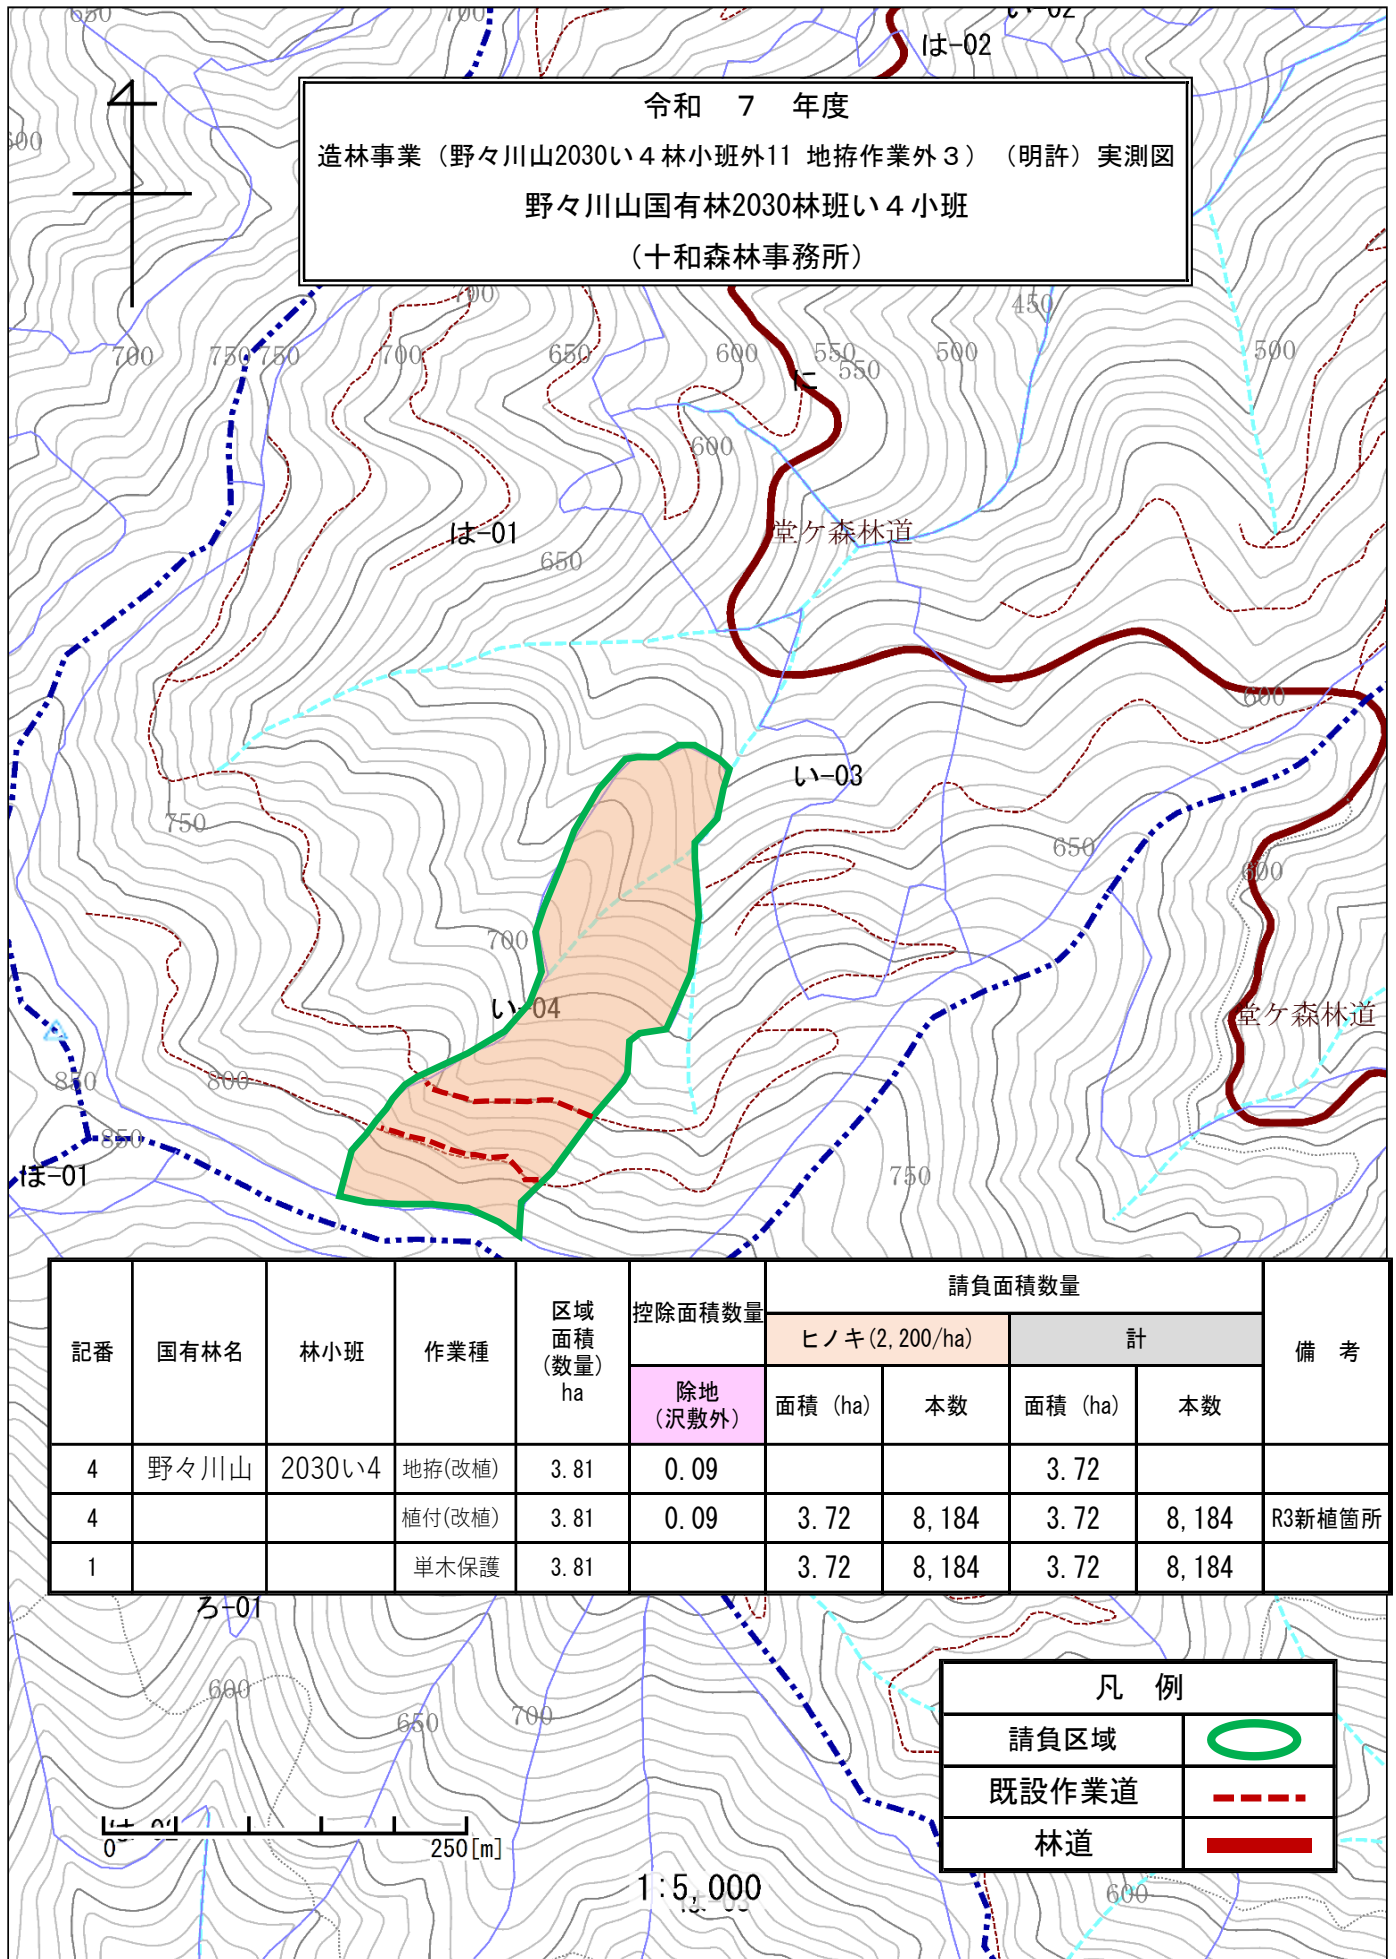 650
700
い-02
は-02
600
令和 7 年度
造林事業（野々川山2030い４林小班外11 地拵作業外３）（明許）実測図
野々川山国有林2030林班い４小班
（十和森林事務所）
700
450
700
750
750
700
650
600
550
550
500
500
に
600
は-01
650
堂ケ森林道
600
い-03
750
650
600
700
い-04
堂ケ森林道
850
800
850
ほ-01
750
記番 国有林名 林小班 作業種 区域面積(数量)ha 控除面積数量 請負面積数量 備 考
ヒノキ(2,200/ha) 計
除地（沢敷外） 面積（ha） 本数 面積（ha） 本数
4 野々川山 2030い4 地拵(改植) 3.81 0.09 3.72
4 植付(改植) 3.81 0.09 3.72 8,184 3.72 8,184 R3新植箇所
1 単木保護 3.81 3.72 8,184 3.72 8,184
ろ-01
600
650
700
凡 例
請負区域
既設作業道
林道
0 250[m]
1:5,000
600